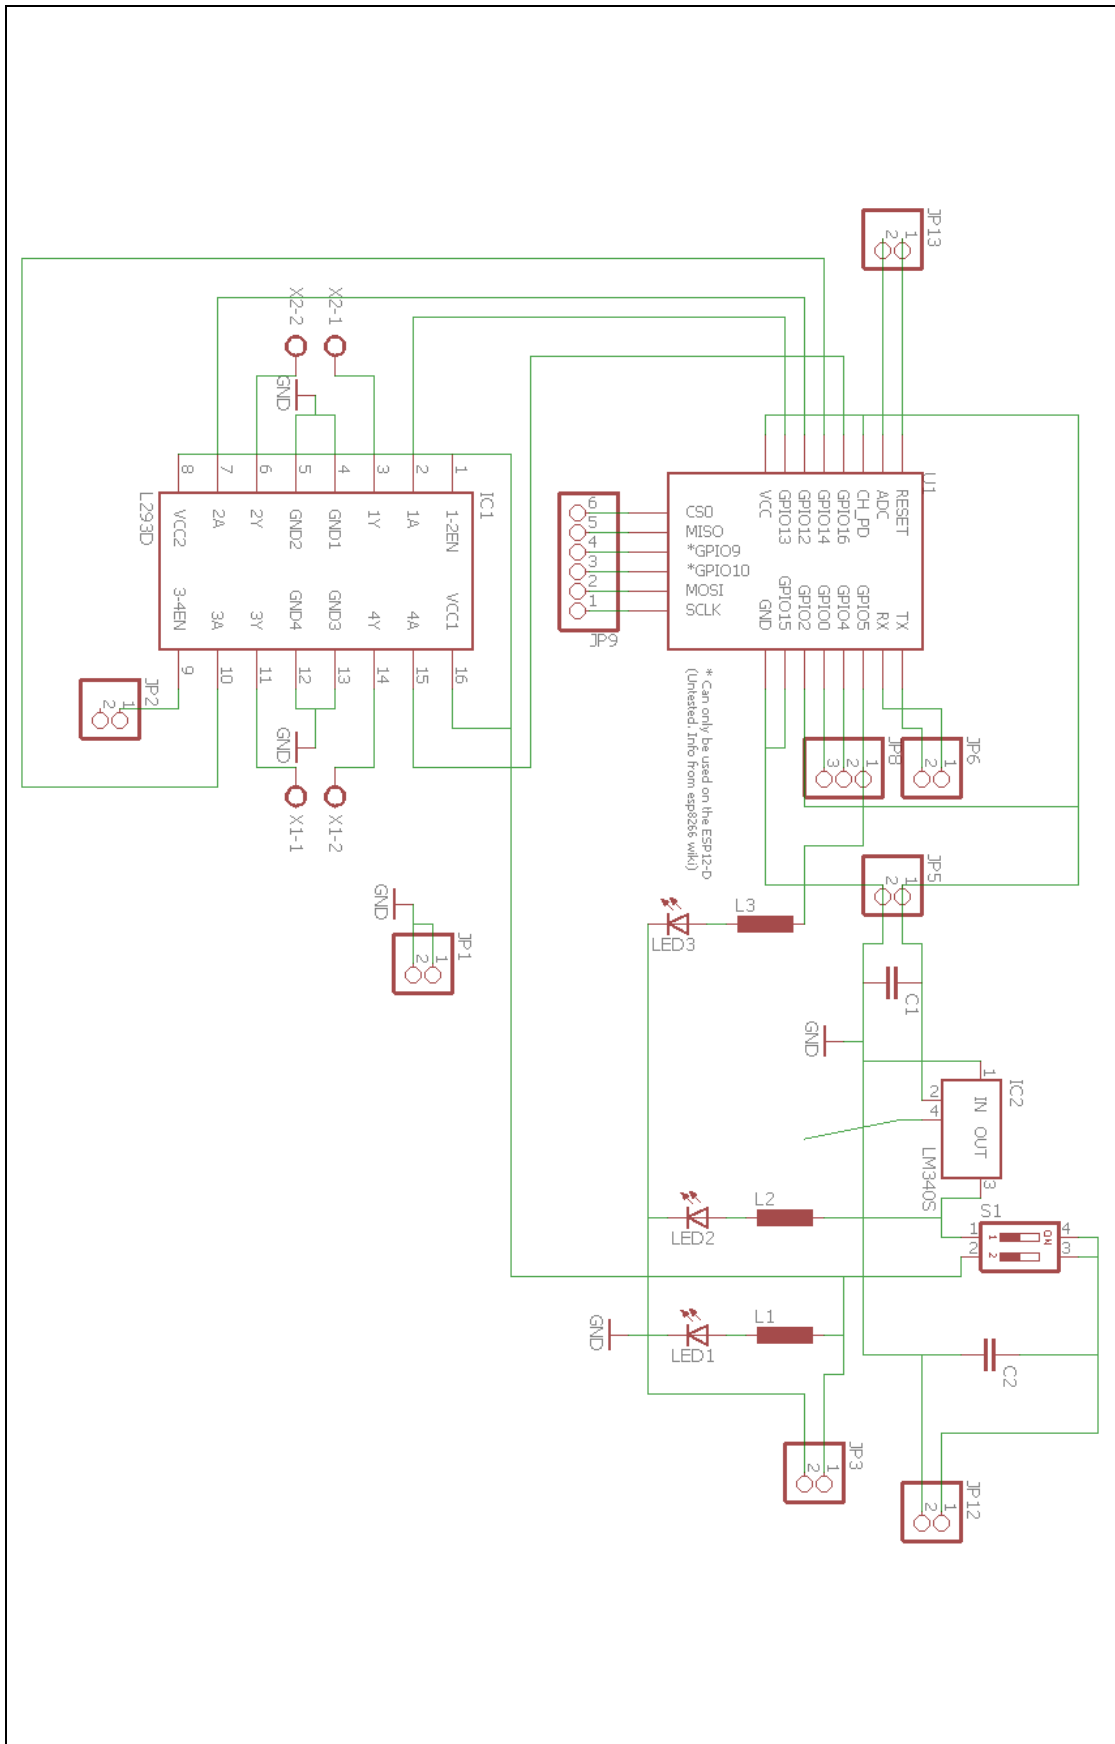 JP13
1
2
X2-1
X2-2
GND
8
7
6
5
4
3
2
1
IC1
L293D
VCC2
2A
2Y
GND2
GND1
1Y
1A
1-2EN
3-4EN
3A
3Y
GND4
GND3
4Y
4A
VCC1
9
10
11
12
13
14
15
16
JP2
1
2
GND
X1-1
X1-2
U1
RESET
ADC
CH_PD
GPIO16
GPIO14
GPIO12
GPIO13
VCC
CS0
MISO
*GPIO9
*GPIO10
MOSI
SCLK
TX
RX
GPIO5
GPIO4
GPIO0
GPIO2
GPIO15
GND
6
5
4
3
2
1
JP9
* Can only be used on the ESP12-D
(Untested. Info from esp8266 wiki)
JP8
1
2
3
JP6
1
2
JP5
1
2
L3
LED3
GND
JP1
1
2
C1
GND
IC2
1
2
4
IN OUT
3
LM340S
S1
1
2
4
3
ON
1
2
L2
LED2
L1
LED1
GND
C2
JP3
1
2
JP12
1
2